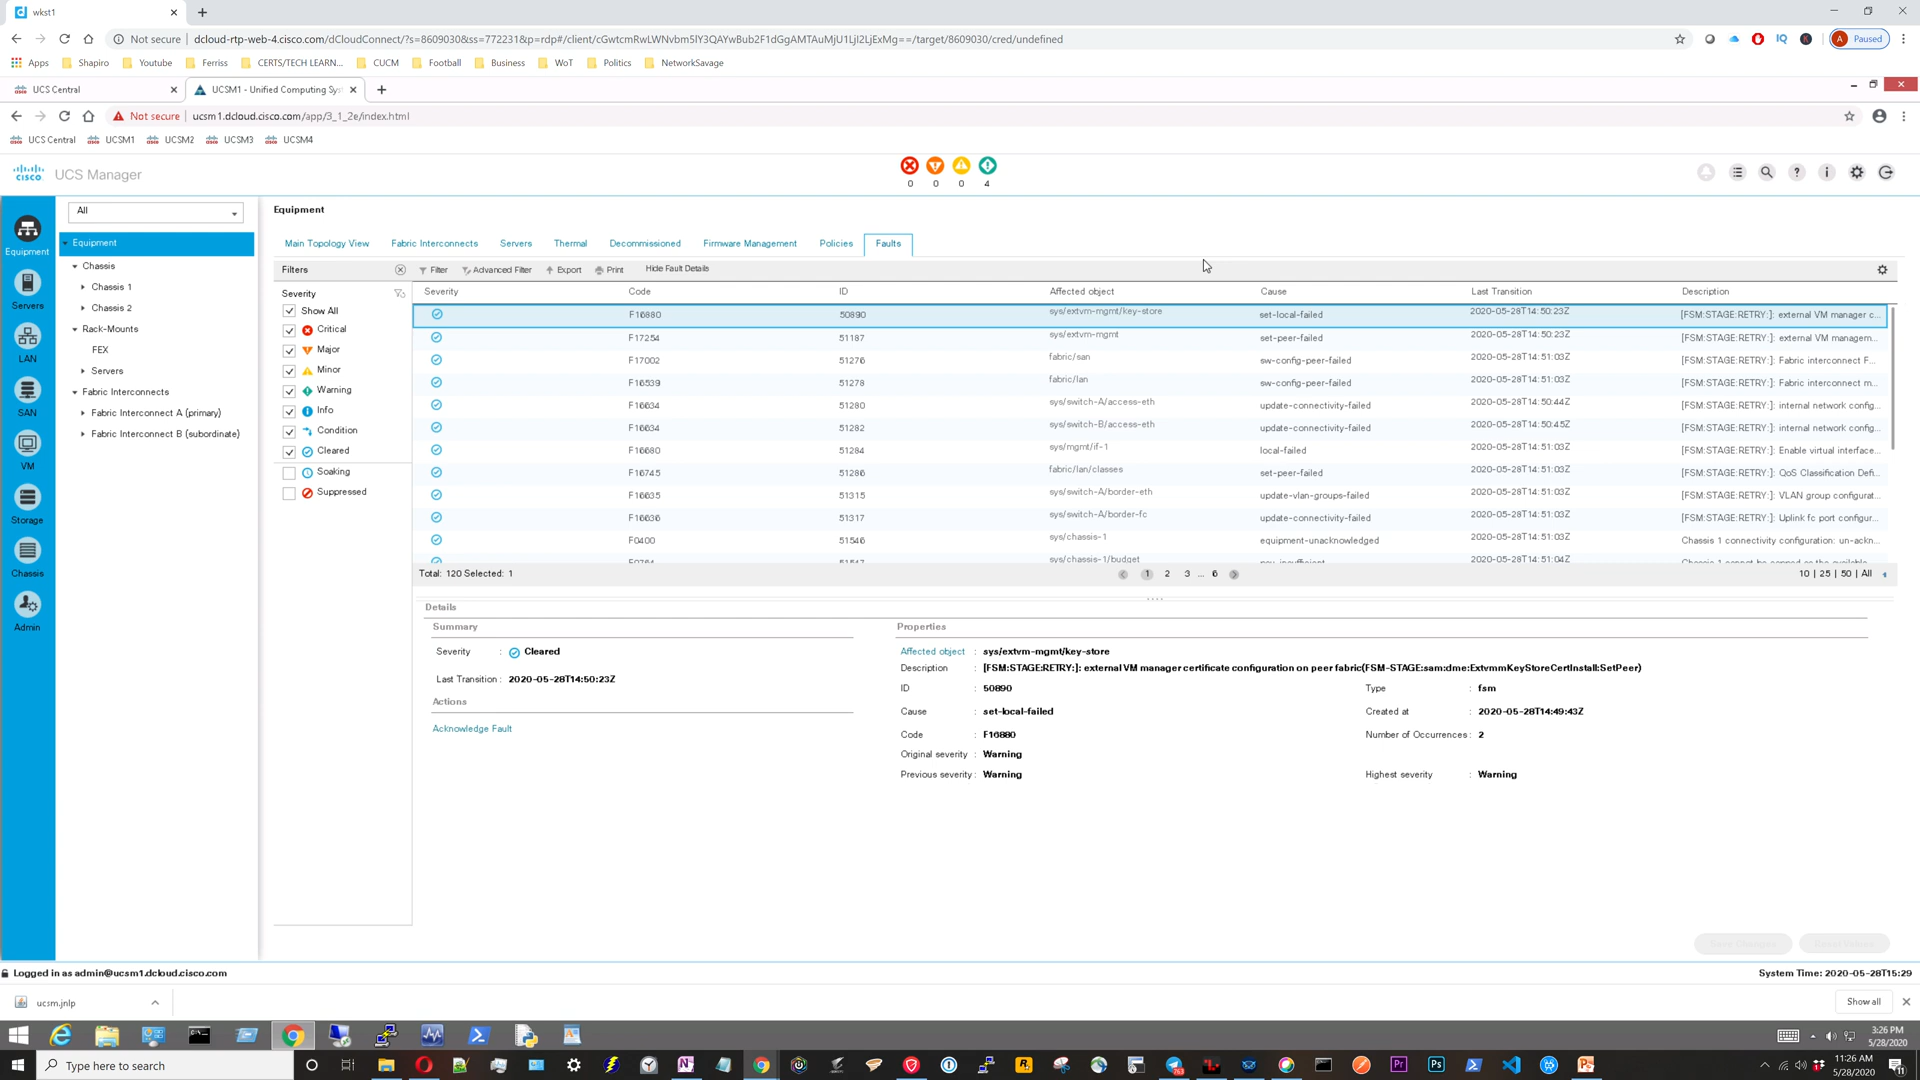 wkst1
Not secure dcloud-rtp-web-4.cisco.com/dCloudConnect/?s=8609030&ss=772231&p=rdp#/client/cGwtcmRwLWNvbm5lY3QAYwBub2F1dGgAMTAuMjU1LjI2LjExMg==/target/8609030/cred/undefined
A Paused
Apps Shapiro Youtube Ferriss CERTS/TECH LEARN... CUCM Football Business WoT Politics NetworkSavage
UCS Central UCSM1 - Unified Computing Sys
Not secure ucsm1.dcloud.cisco.com/app/3_1_2e/index.html
UCS Central UCSM1 UCSM2 UCSM3 UCSM4
CISCO UCS Manager
0 0 0 4
Equipment
Servers
LAN
SAN
VM
Storage
Chassis
Admin
All
Equipment
Chassis
Chassis 1
Chassis 2
Rack-Mounts
FEX
Servers
Fabric Interconnects
Fabric Interconnect A (primary)
Fabric Interconnect B (subordinate)
Equipment
Main Topology View Fabric Interconnects Servers Thermal Decommissioned Firmware Management Policies Faults
Filters
Severity
Show All
Critical
Major
Minor
Warning
Info
Condition
Cleared
Soaking
Suppressed
Filter Advanced Filter Export Print Hide Fault Details
Severity Code ID Affected object Cause Last Transition Description
F16880 50890 sys/extvm-mgmt/key-store set-local-failed 2020-05-28T14:50:23Z [FSM:STAGE:RETRY:]: external VM manager c...
F17254 51187 sys/extvm-mgmt set-peer-failed 2020-05-28T14:50:23Z [FSM:STAGE:RETRY:]: external VM managem...
F17002 51276 fabric/san sw-config-peer-failed 2020-05-28T14:51:03Z [FSM:STAGE:RETRY:]: Fabric interconnect F...
F16539 51278 fabric/lan sw-config-peer-failed 2020-05-28T14:51:03Z [FSM:STAGE:RETRY:]: Fabric interconnect m...
F16634 51280 sys/switch-A/access-eth update-connectivity-failed 2020-05-28T14:50:44Z [FSM:STAGE:RETRY:]: internal network config...
F16634 51282 sys/switch-B/access-eth update-connectivity-failed 2020-05-28T14:50:45Z [FSM:STAGE:RETRY:]: internal network config...
F16680 51284 sys/mgmt/if-1 local-failed 2020-05-28T14:51:03Z [FSM:STAGE:RETRY:]: Enable virtual interface...
F16745 51286 fabric/lan/classes set-peer-failed 2020-05-28T14:51:03Z [FSM:STAGE:RETRY:]: QoS Classification Defi...
F16635 51315 sys/switch-A/border-eth update-vlan-groups-failed 2020-05-28T14:51:03Z [FSM:STAGE:RETRY:]: VLAN group configurat...
F16636 51317 sys/switch-A/border-fc update-connectivity-failed 2020-05-28T14:51:03Z [FSM:STAGE:RETRY:]: Uplink fc port configur...
F0400 51546 sys/chassis-1 equipment-unacknowledged 2020-05-28T14:51:03Z Chassis 1 connectivity configuration: un-ackn...
sys/chassis-1/budget 2020-05-28T14:51:04Z
Total: 120 Selected: 1 1 2 3 ... 6 10 | 25 | 50 | All
Details
Summary
Severity : Cleared
Last Transition : 2020-05-28T14:50:23Z
Actions
Acknowledge Fault
Properties
Affected object : sys/extvm-mgmt/key-store
Description : [FSM:STAGE:RETRY:]: external VM manager certificate configuration on peer fabric(FSM-STAGE:sam:dme:ExtvmmKeyStoreCertInstall:SetPeer)
ID : 50890 Type : fsm
Cause : set-local-failed Created at : 2020-05-28T14:49:43Z
Code : F16880 Number of Occurrences : 2
Original severity : Warning
Previous severity : Warning Highest severity : Warning
Logged in as admin@ucsm1.dcloud.cisco.com System Time: 2020-05-28T15:29
ucsm.jnlp Show all
3:26 PM
5/28/2020
Type here to search
11:26 AM
5/28/2020